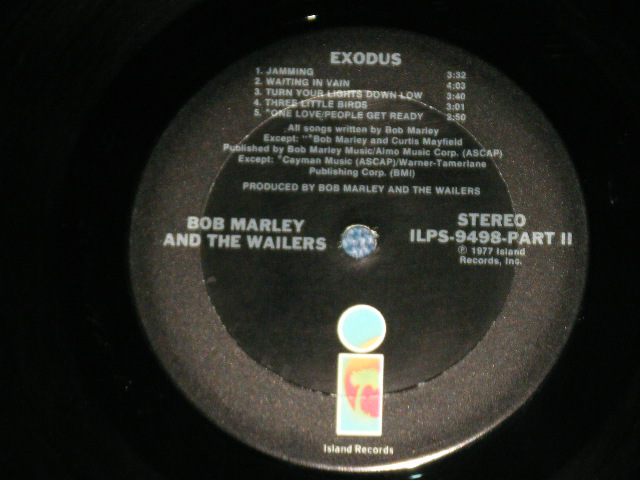 EXODUS
1. JAMMING 3:32
2. WAITING IN VAIN 4:03
3. TURN YOUR LIGHTS DOWN LOW 3:40
4. THREE LITTLE BIRDS 3:01
5. *ONE LOVE/PEOPLE GET READY 2:50
All songs written by Bob Marley
Except: "*Bob Marley and Curtis Mayfield
Published by Bob Marley Music/Almo Music Corp. (ASCAP)
Except: *Cayman Music (ASCAP)/Warner-Tamerlane
Publishing Corp. (BMI)
PRODUCED BY BOB MARLEY AND THE WAILERS
BOB MARLEY
AND THE WAILERS
STEREO
ILPS-9498-PART II
℗ 1977 Island
Records, Inc.
Island Records